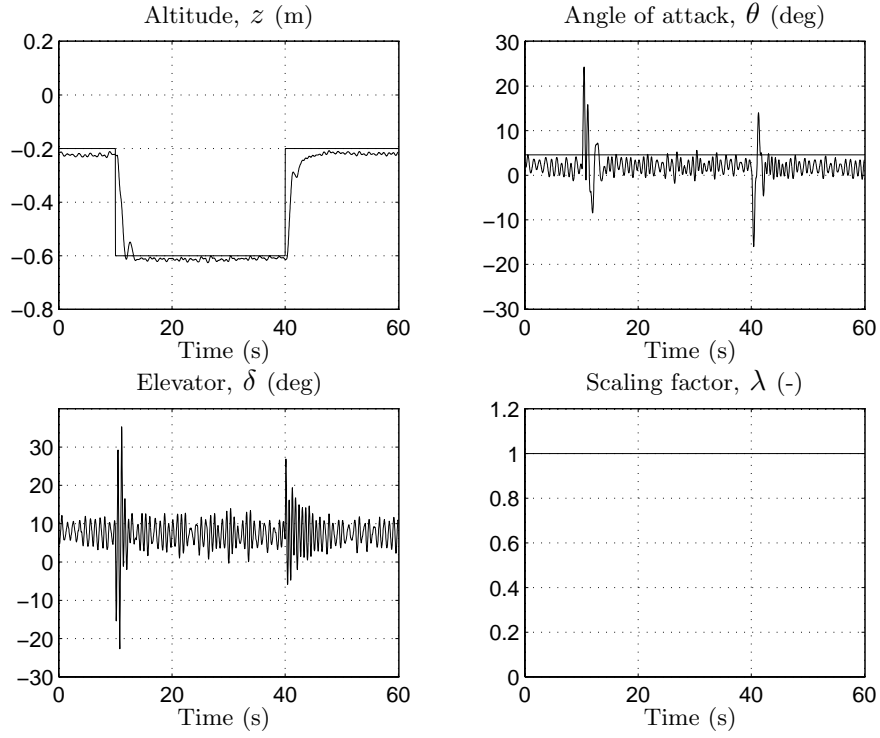 Altitude, z (m)
0.2
0
−0.2
−0.4
−0.6
−0.8
0 20 40 60
Time (s)
Angle of attack, θ (deg)
30
20
10
0
−10
−20
−30
0 20 40 60
Time (s)
Elevator, δ (deg)
30
20
10
0
−10
−20
−30
0 20 40 60
Time (s)
Scaling factor, λ (-)
1.2
1
0.8
0.6
0.4
0.2
0
0 20 40 60
Time (s)